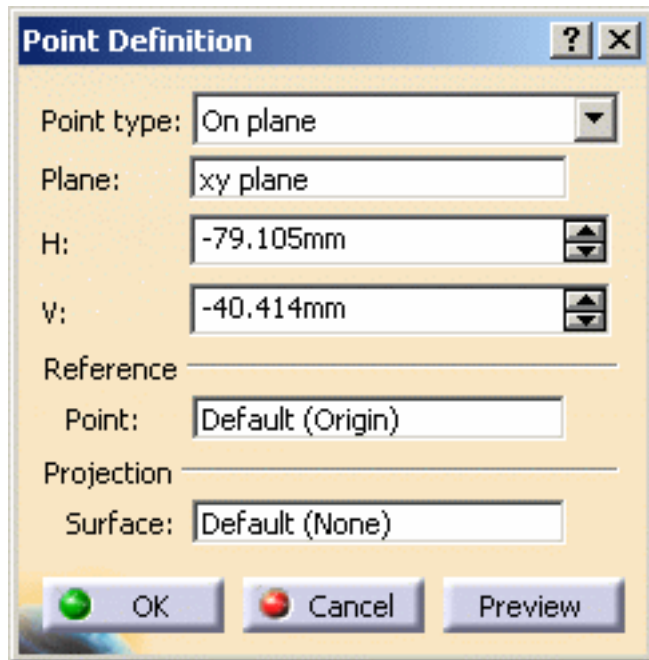 Point Definition ? X
Point type: On plane
Plane: xy plane
H: -79.105mm
V: -40.414mm
Reference
Point: Default (Origin)
Projection
Surface: Default (None)
OK Cancel Preview